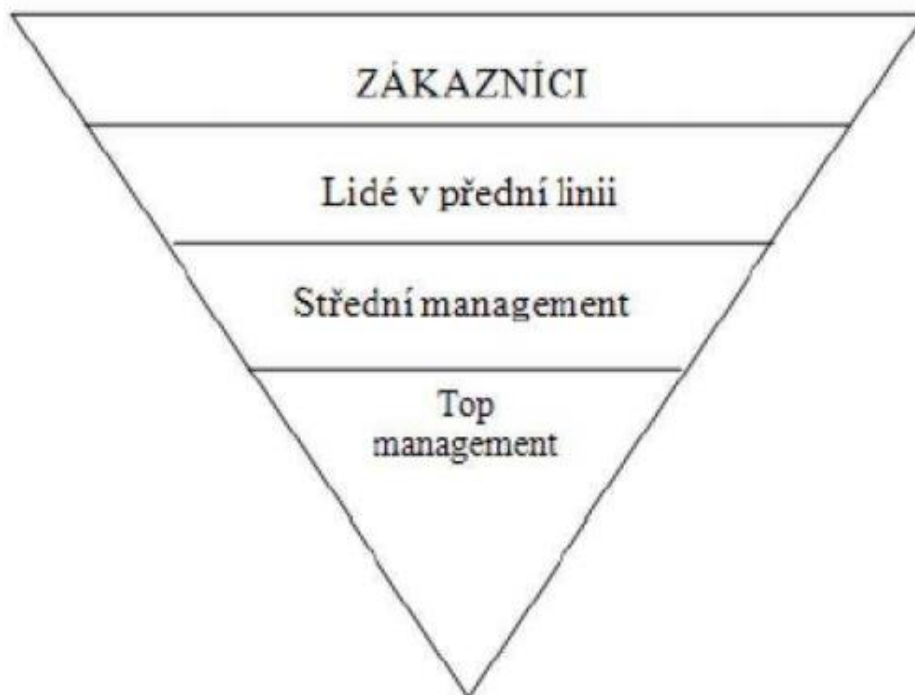 ZÁKAZNÍCI
Lidé v přední linii
Střední management
Top
management